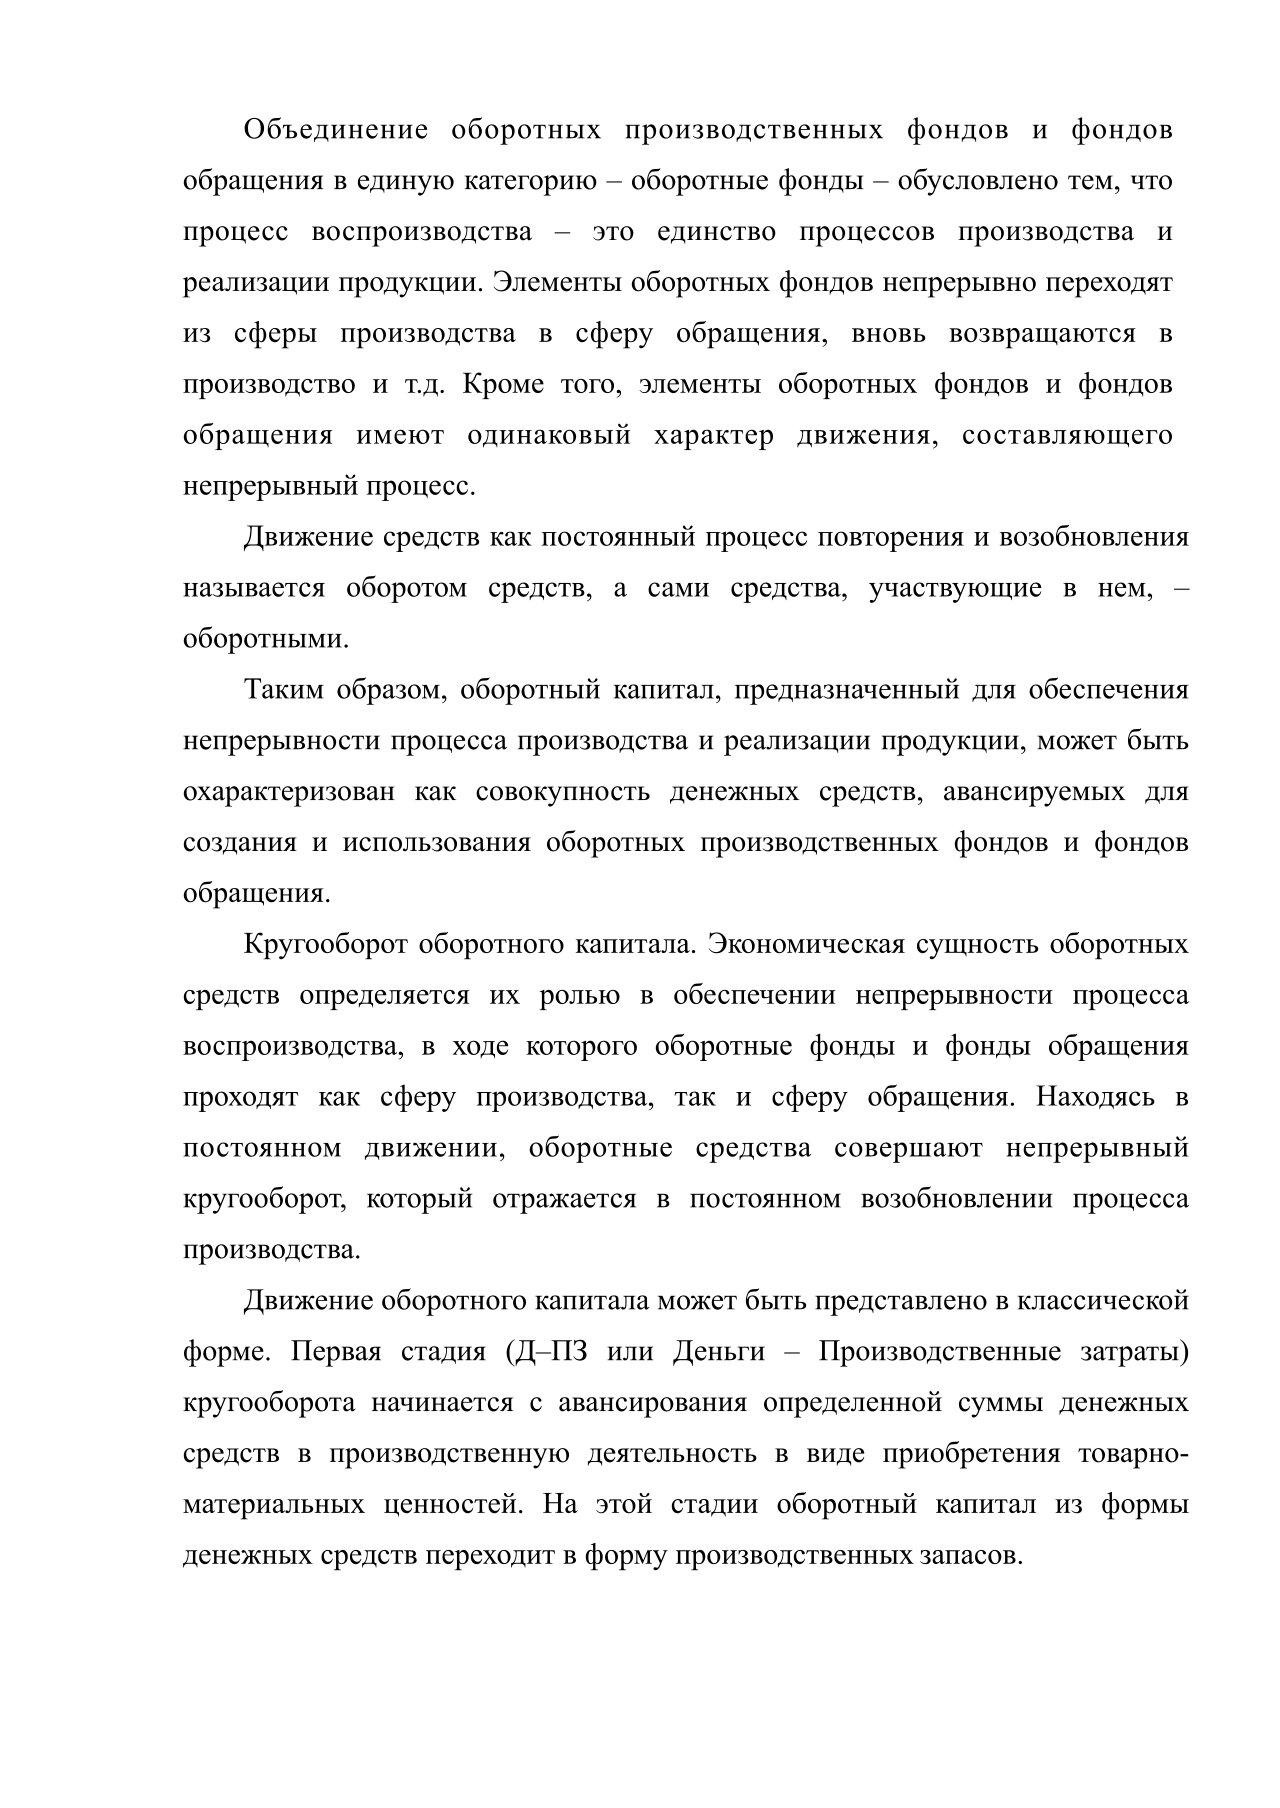 Объединение оборотных производственных фондов и фондов
обращения в единую категорию – оборотные фонды – обусловлено тем, что
процесс воспроизводства – это единство процессов производства и
реализации продукции. Элементы оборотных фондов непрерывно переходят
из сферы производства в сферу обращения, вновь возвращаются в
производство и т.д. Кроме того, элементы оборотных фондов и фондов
обращения имеют одинаковый характер движения, составляющего
непрерывный процесс.
Движение средств как постоянный процесс повторения и возобновления
называется оборотом средств, а сами средства, участвующие в нем, –
оборотными.
Таким образом, оборотный капитал, предназначенный для обеспечения
непрерывности процесса производства и реализации продукции, может быть
охарактеризован как совокупность денежных средств, авансируемых для
создания и использования оборотных производственных фондов и фондов
обращения.
Кругооборот оборотного капитала. Экономическая сущность оборотных
средств определяется их ролью в обеспечении непрерывности процесса
воспроизводства, в ходе которого оборотные фонды и фонды обращения
проходят как сферу производства, так и сферу обращения. Находясь в
постоянном движении, оборотные средства совершают непрерывный
кругооборот, который отражается в постоянном возобновлении процесса
производства.
Движение оборотного капитала может быть представлено в классической
форме. Первая стадия (Д–ПЗ или Деньги – Производственные затраты)
кругооборота начинается с авансирования определенной суммы денежных
средств в производственную деятельность в виде приобретения товарно-
материальных ценностей. На этой стадии оборотный капитал из формы
денежных средств переходит в форму производственных запасов.